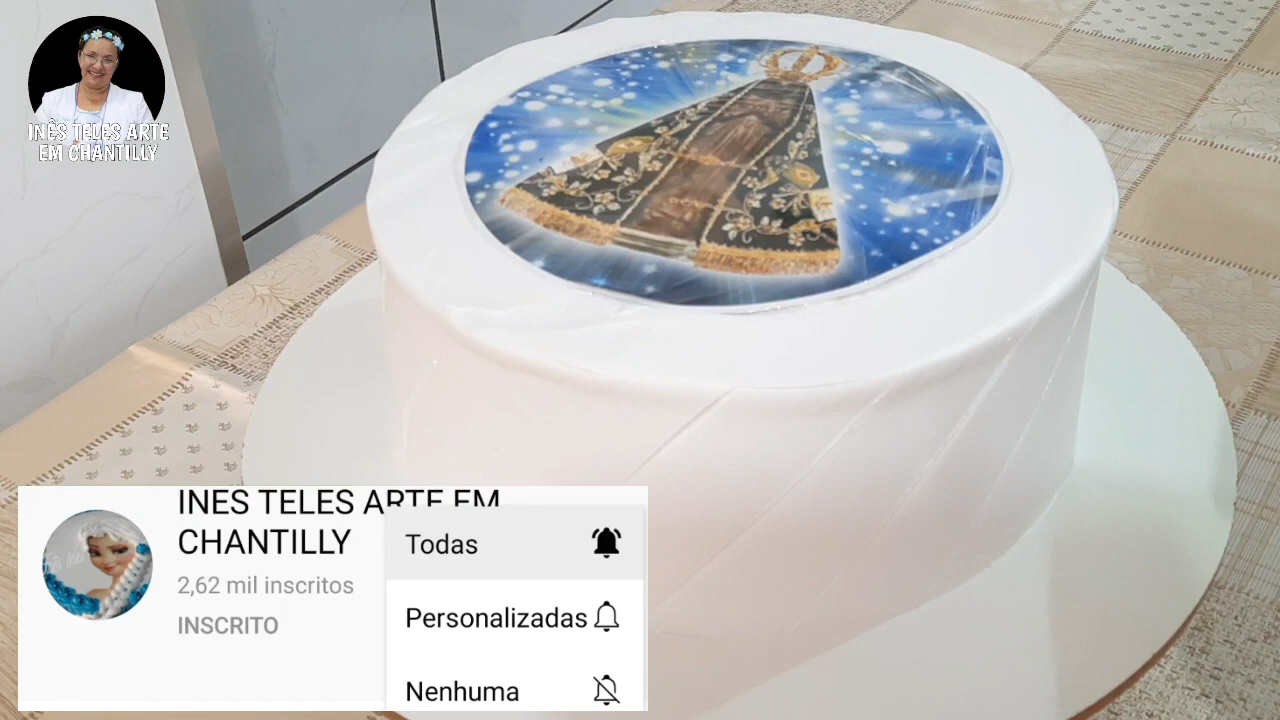 INÊS TELES ARTE
EM CHANTILLY
INES TELES ARTE EM
CHANTILLY
2,62 mil inscritos
INSCRITO
Todas
Personalizadas
Nenhuma